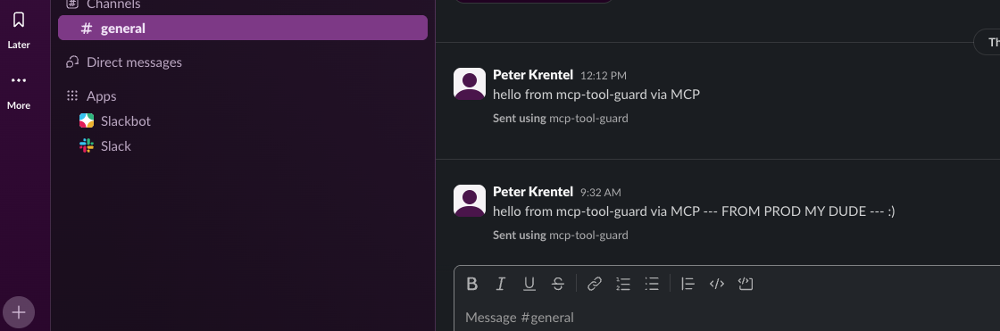 Channels
# general
Direct messages
Apps
Slackbot
Slack
Later
More
Th
Peter Krentel 12:12 PM
hello from mcp-tool-guard via MCP
Sent using mcp-tool-guard
Peter Krentel 9:32 AM
hello from mcp-tool-guard via MCP --- FROM PROD MY DUDE --- :)
Sent using mcp-tool-guard
B I U S
Message #general